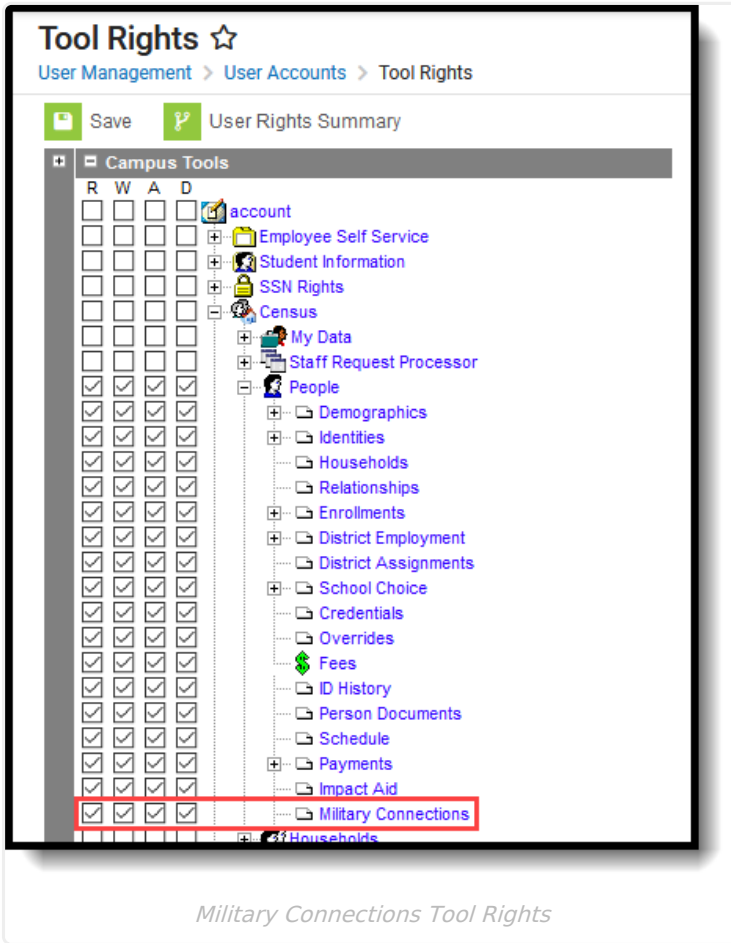 Tool Rights
User Management > User Accounts > Tool Rights
Save User Rights Summary
Campus Tools
R W A D
account
Employee Self Service
Student Information
SSN Rights
Census
My Data
Staff Request Processor
People
Demographics
Identities
Households
Relationships
Enrollments
District Employment
District Assignments
School Choice
Credentials
Overrides
Fees
ID History
Person Documents
Schedule
Payments
Impact Aid
Military Connections
Households
Military Connections Tool Rights